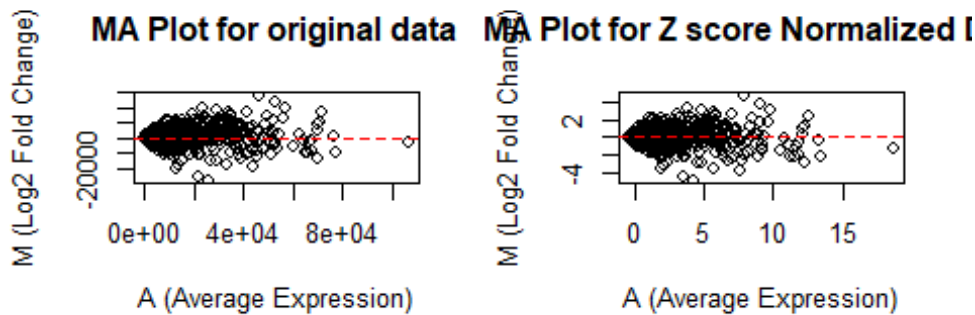 MA Plot for original data
M (Log2 Fold Change)
-20000
0e+00 4e+04 8e+04
A (Average Expression)
MA Plot for Z score Normalized D
M (Log2 Fold Change)
2
-4
0 5 10 15
A (Average Expression)